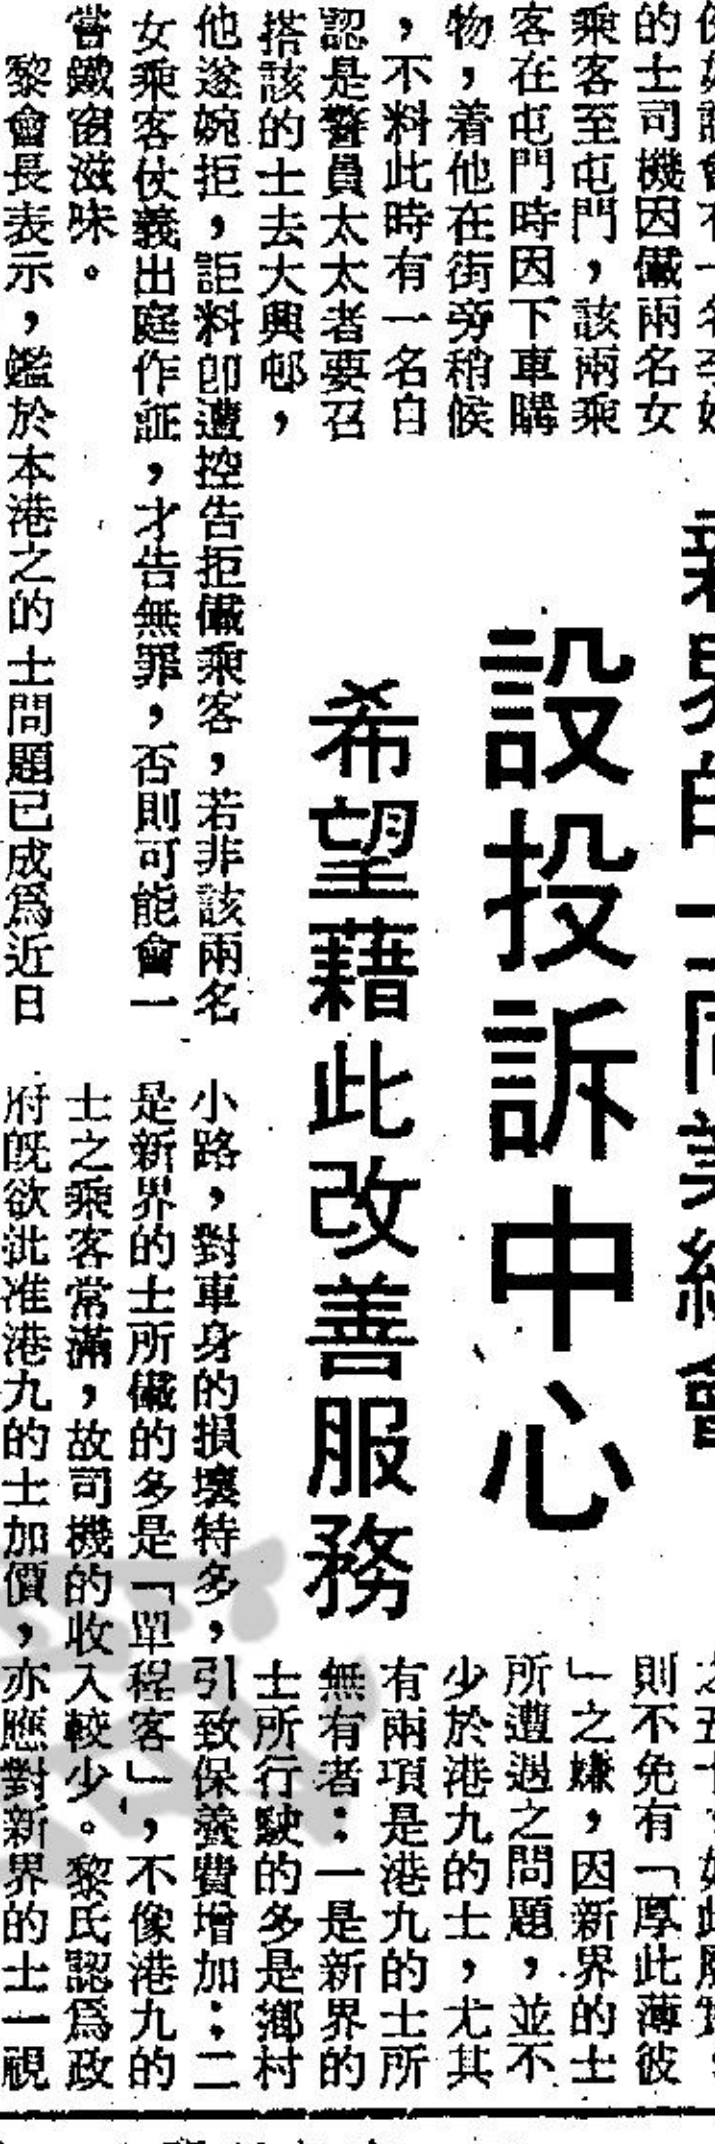 新界的士同業總會
設投訴中心
希望藉此改善服務
的士司機因儎兩名女
乘客至屯門，該兩乘
客在屯門時因下車購
物，着他在街旁稍候
，不料此時有一名自
認是警員太太者要召
搭該的士去大興邨，
他遂婉拒，詎料卽遭控告拒儎乘客，若非該兩名
女乘客仗義出庭作証，才告無罪，否則可能會一
嘗鐵窗滋味。
黎會長表示，鑑於本港之的士問題已成爲近日
則不免有「厚此薄彼
」之嫌，因新界的士
所遭遇之問題，並不
少於港九的士，尤其
有兩項是港九的士所
無有者：一是新界的
士所行駛的多是鄉村
小路，對車身的損壞特多，引致保養費增加；二
是新界的士所儎的多是「單程客」，不像港九的
士之乘客常滿，故司機的收入較少。黎氏認爲政
府旣欲批准港九的士加價，亦應對新界的士一視